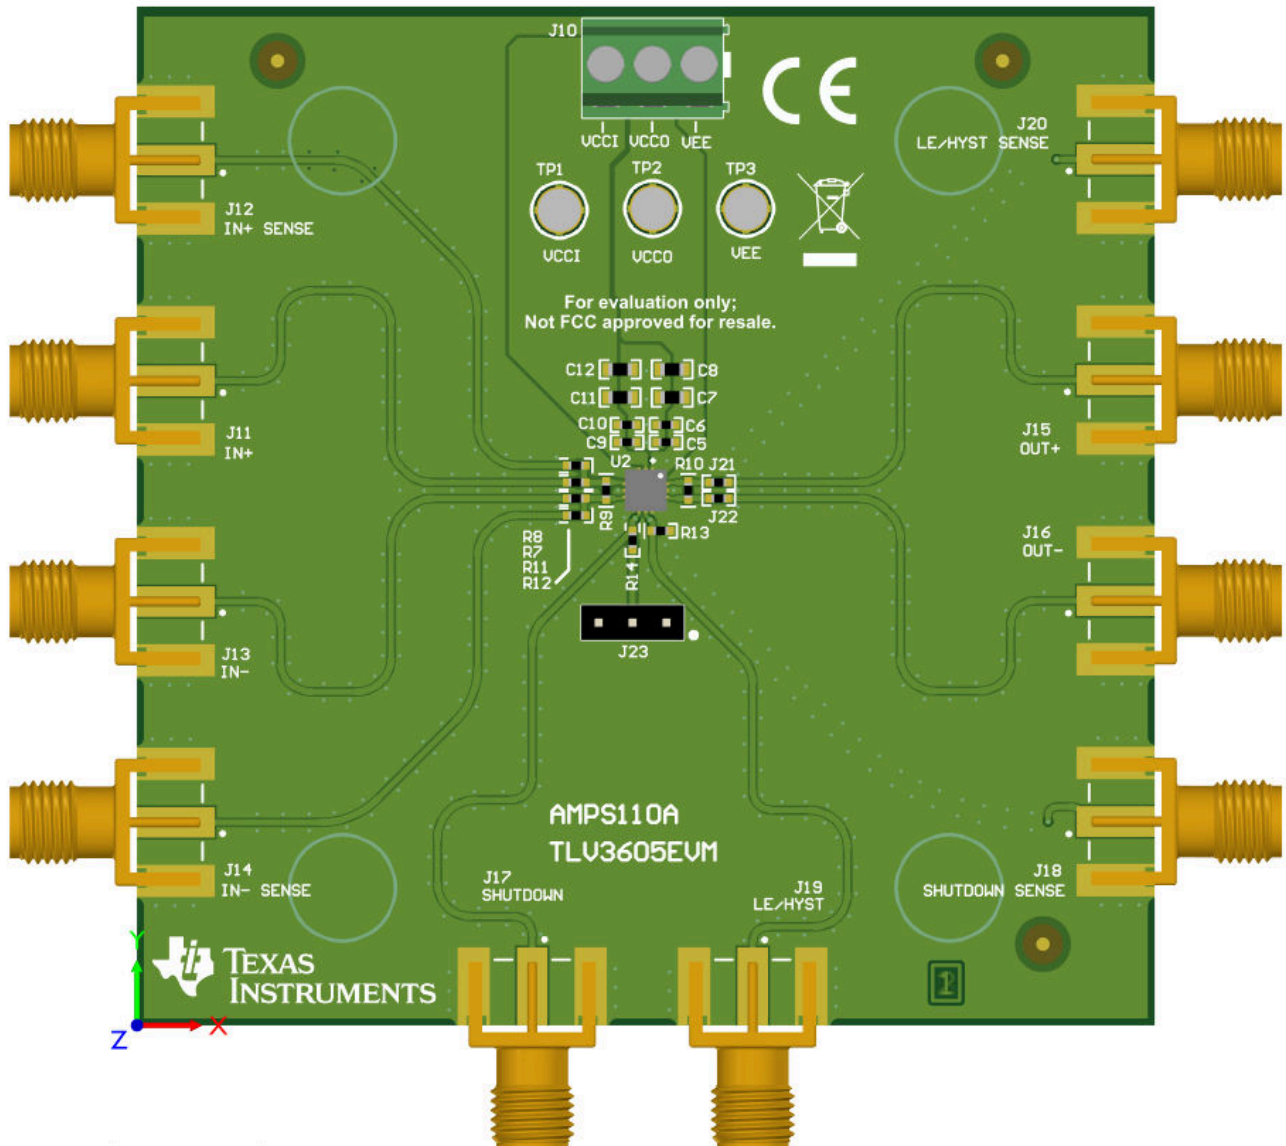 J10
VCCI VCCO VEE
TP1 TP2 TP3
VCCI VCCO VEE
J20
LE/HYST SENSE
J12
IN+ SENSE
For evaluation only;
Not FCC approved for resale.
C12 C8
C11 C7
C10 C6
C9 C5
J11
IN+
J15
OUT+
U2 R10 J21
R9 J22
R8
R7
R11
R12
R14
R13
J16
OUT-
J23
J13
IN-
AMPS110A
TLV3605EVM
J14
IN- SENSE
J17
SHUTDOWN
J19
LE/HYST
J18
SHUTDOWN SENSE
TEXAS
INSTRUMENTS
Y
X
Z
CE